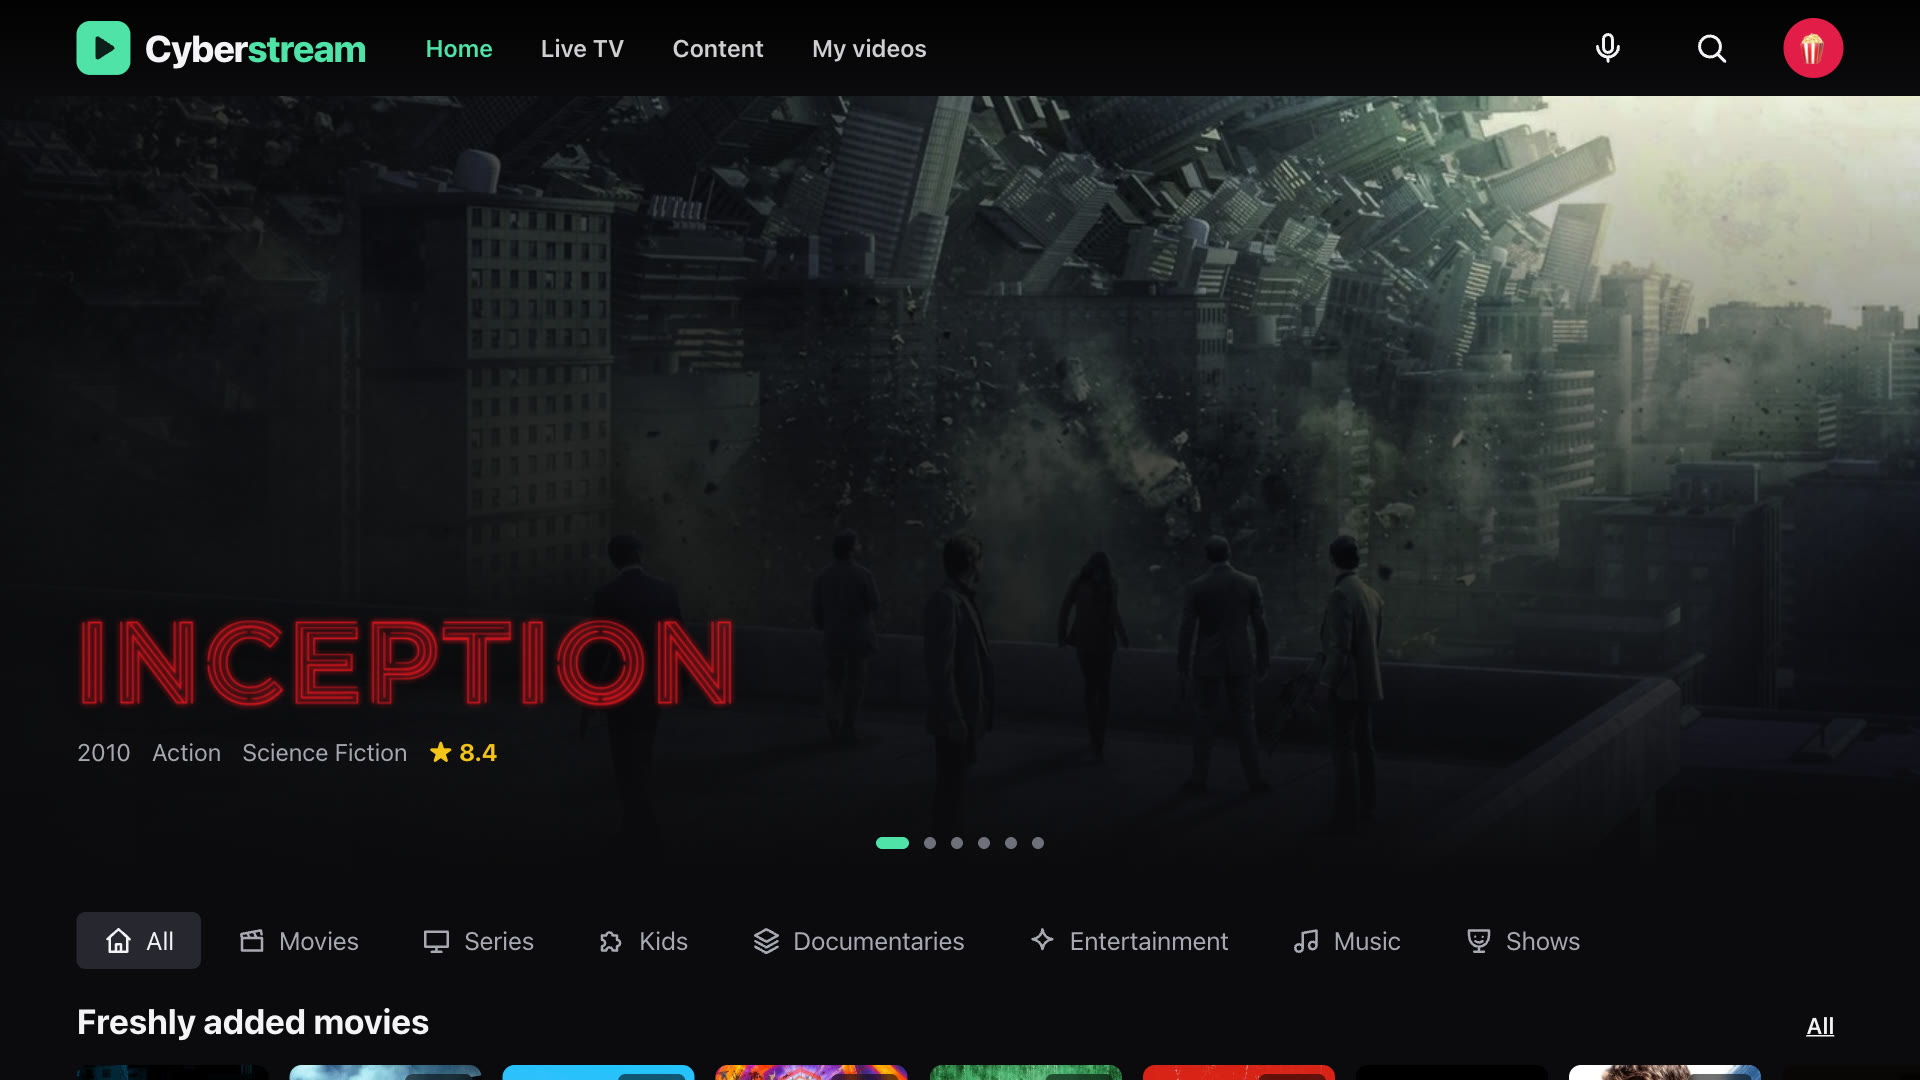 Cyberstream
Home
Live TV
Content
My videos
INCEPTION
2010 Action Science Fiction 8.4
All
Movies
Series
Kids
Documentaries
Entertainment
Music
Shows
Freshly added movies
All